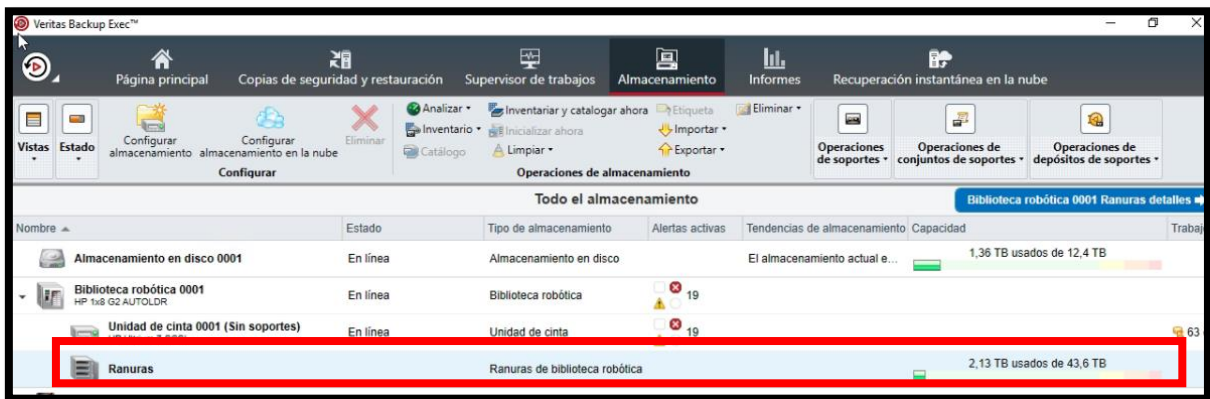 Veritas Backup Exec™
Página principal
Copias de seguridad y restauración
Supervisor de trabajos
Almacenamiento
Informes
Recuperación instantánea en la nube
Vistas
Estado
Configurar almacenamiento
Configurar almacenamiento en la nube
Eliminar
Configurar
Analizar
Inventario
Catálogo
Inventariar y catalogar ahora
Inicializar ahora
Limpiar
Etiqueta
Importar
Exportar
Eliminar
Operaciones de almacenamiento
Operaciones de soportes
Operaciones de conjuntos de soportes
Operaciones de depósitos de soportes
Todo el almacenamiento
Biblioteca robótica 0001 Ranuras detalles
Nombre Estado Tipo de almacenamiento Alertas activas Tendencias de almacenamiento Capacidad
Almacenamiento en disco 0001 En línea Almacenamiento en disco El almacenamiento actual e... 1,36 TB usados de 12,4 TB
Biblioteca robótica 0001 En línea Biblioteca robótica 19
HP 1x8 G2 AUTOLDR
Unidad de cinta 0001 (Sin soportes) En línea Unidad de cinta 19 63
Ranuras Ranuras de biblioteca robótica 2,13 TB usados de 43,6 TB